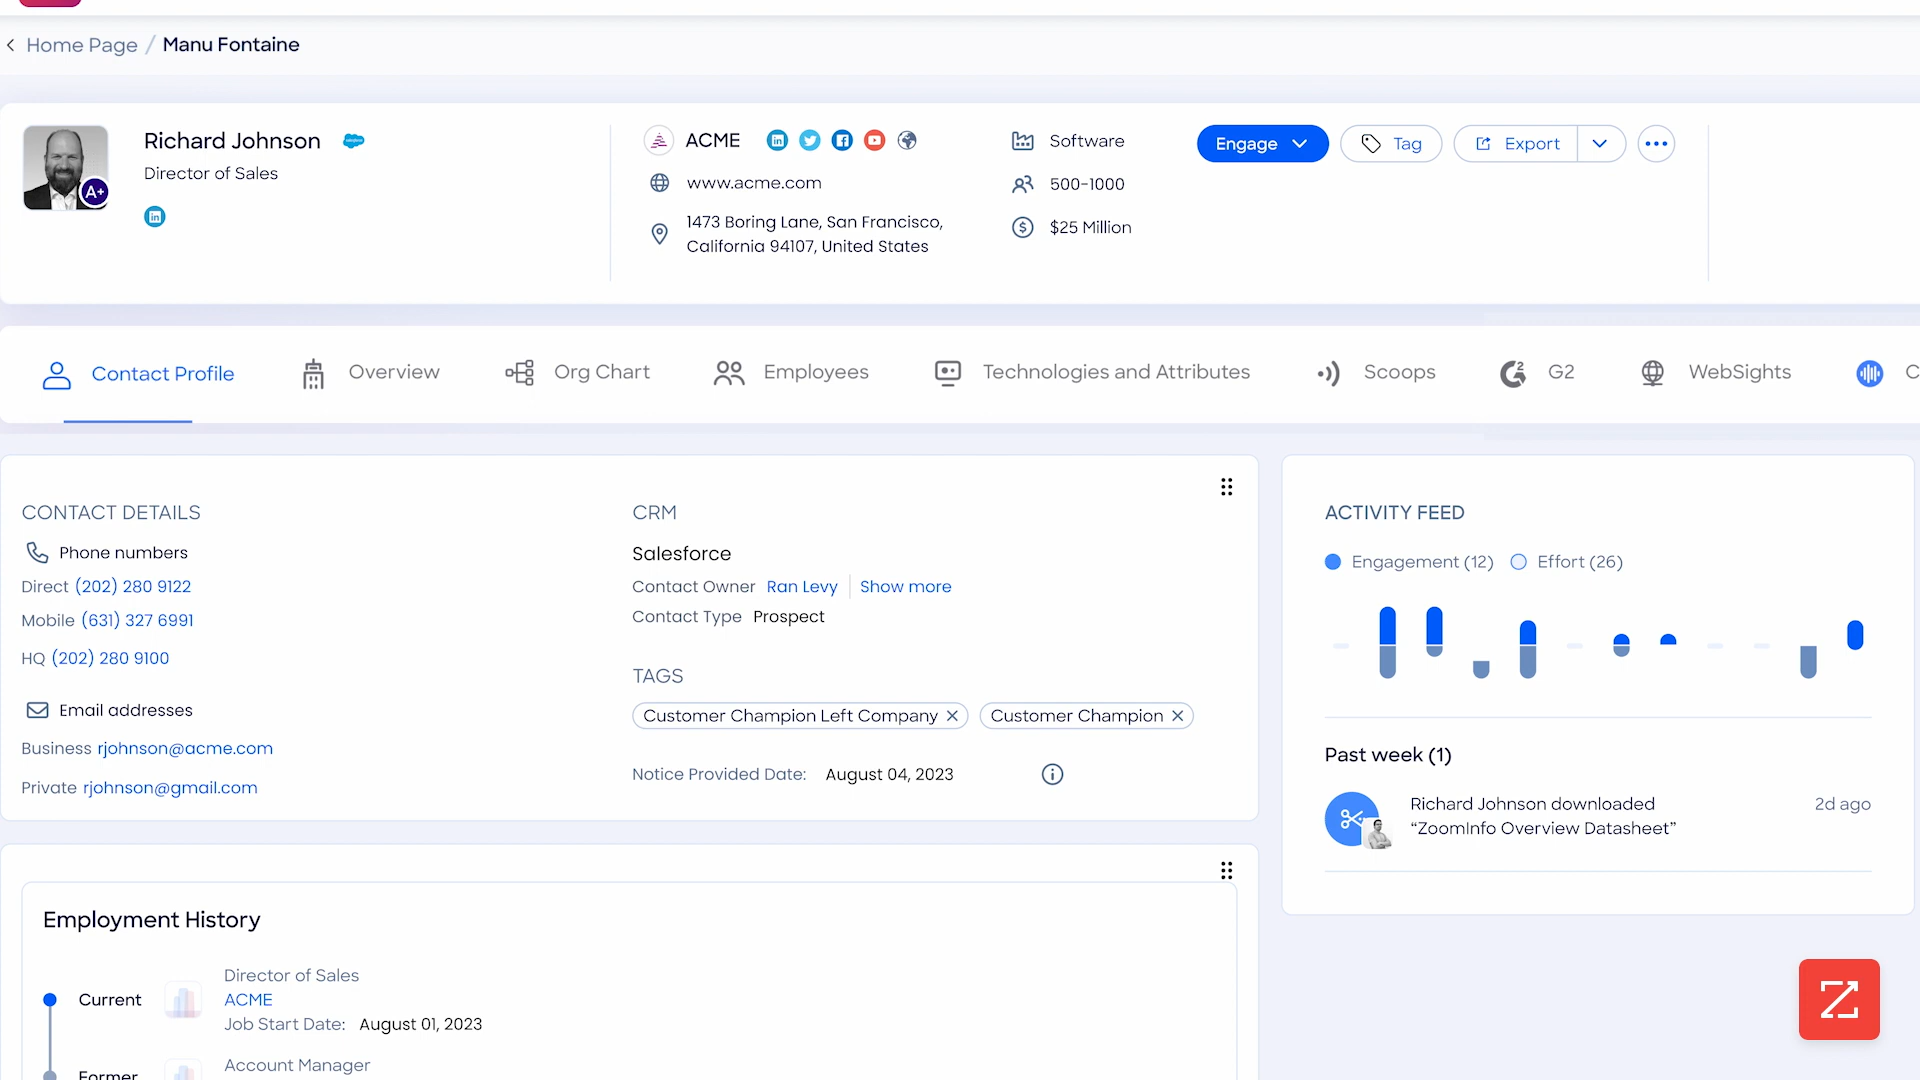 Home Page / Manu Fontaine
Richard Johnson
Director of Sales
A+
ACME
www.acme.com
1473 Boring Lane, San Francisco,
California 94107, United States
Software
500-1000
$25 Million
Engage
Tag
Export
Contact Profile
Overview
Org Chart
Employees
Technologies and Attributes
Scoops
G2
WebSights
C
CONTACT DETAILS
Phone numbers
Direct (202) 280 9122
Mobile (631) 327 6991
HQ (202) 280 9100
Email addresses
Business rjohnson@acme.com
Private rjohnson@gmail.com
CRM
Salesforce
Contact Owner Ran Levy Show more
Contact Type Prospect
TAGS
Customer Champion Left Company
Customer Champion
Notice Provided Date: August 04, 2023
ACTIVITY FEED
Engagement (12) Effort (26)
Past week (1)
Richard Johnson downloaded 2d ago
“ZoomInfo Overview Datasheet”
Employment History
Current
Director of Sales
ACME
Job Start Date: August 01, 2023
Former
Account Manager